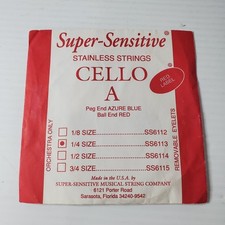 Super-Sensitive®
STAINLESS STRINGS
CELLO
RED LABEL
A
Peg End AZURE BLUE
Ball End RED
ORCHESTRA ONLY
1/8 SIZE....................SS6112
1/4 SIZE....................SS6113
1/2 SIZE....................SS6114
3/4 SIZE....................SS6115
REMOVABLE EYELETS
Made in the U.S.A. by
SUPER-SENSITIVE MUSICAL STRING COMPANY
6121 Porter Road
Sarasota, Florida 34240-9542